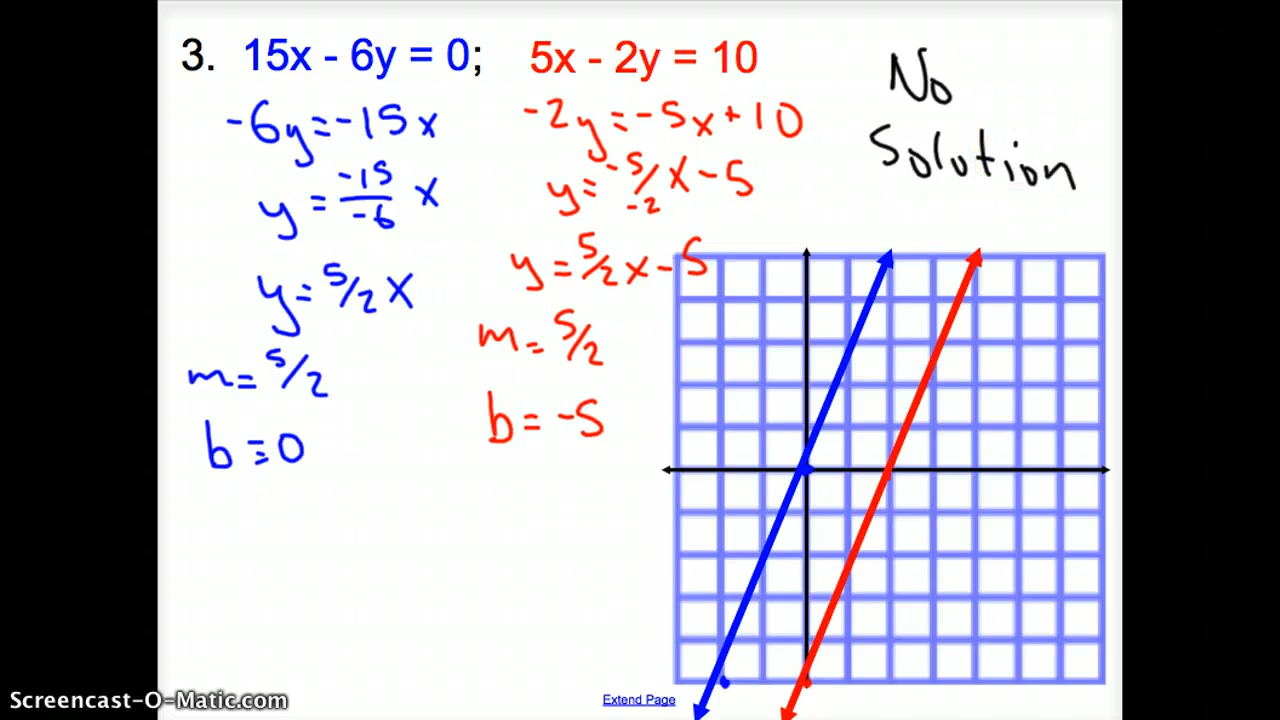 3. 15x - 6y = 0; 5x - 2y = 10
-6y = -15x
y = -15/-6 x
y = 5/2 x
m = 5/2
b = 0
-2y = -5x + 10
y = -5/-2 x - 5
y = 5/2 x - 5
m = 5/2
b = -5
No
Solution
Extend Page
Screencast-O-Matic.com